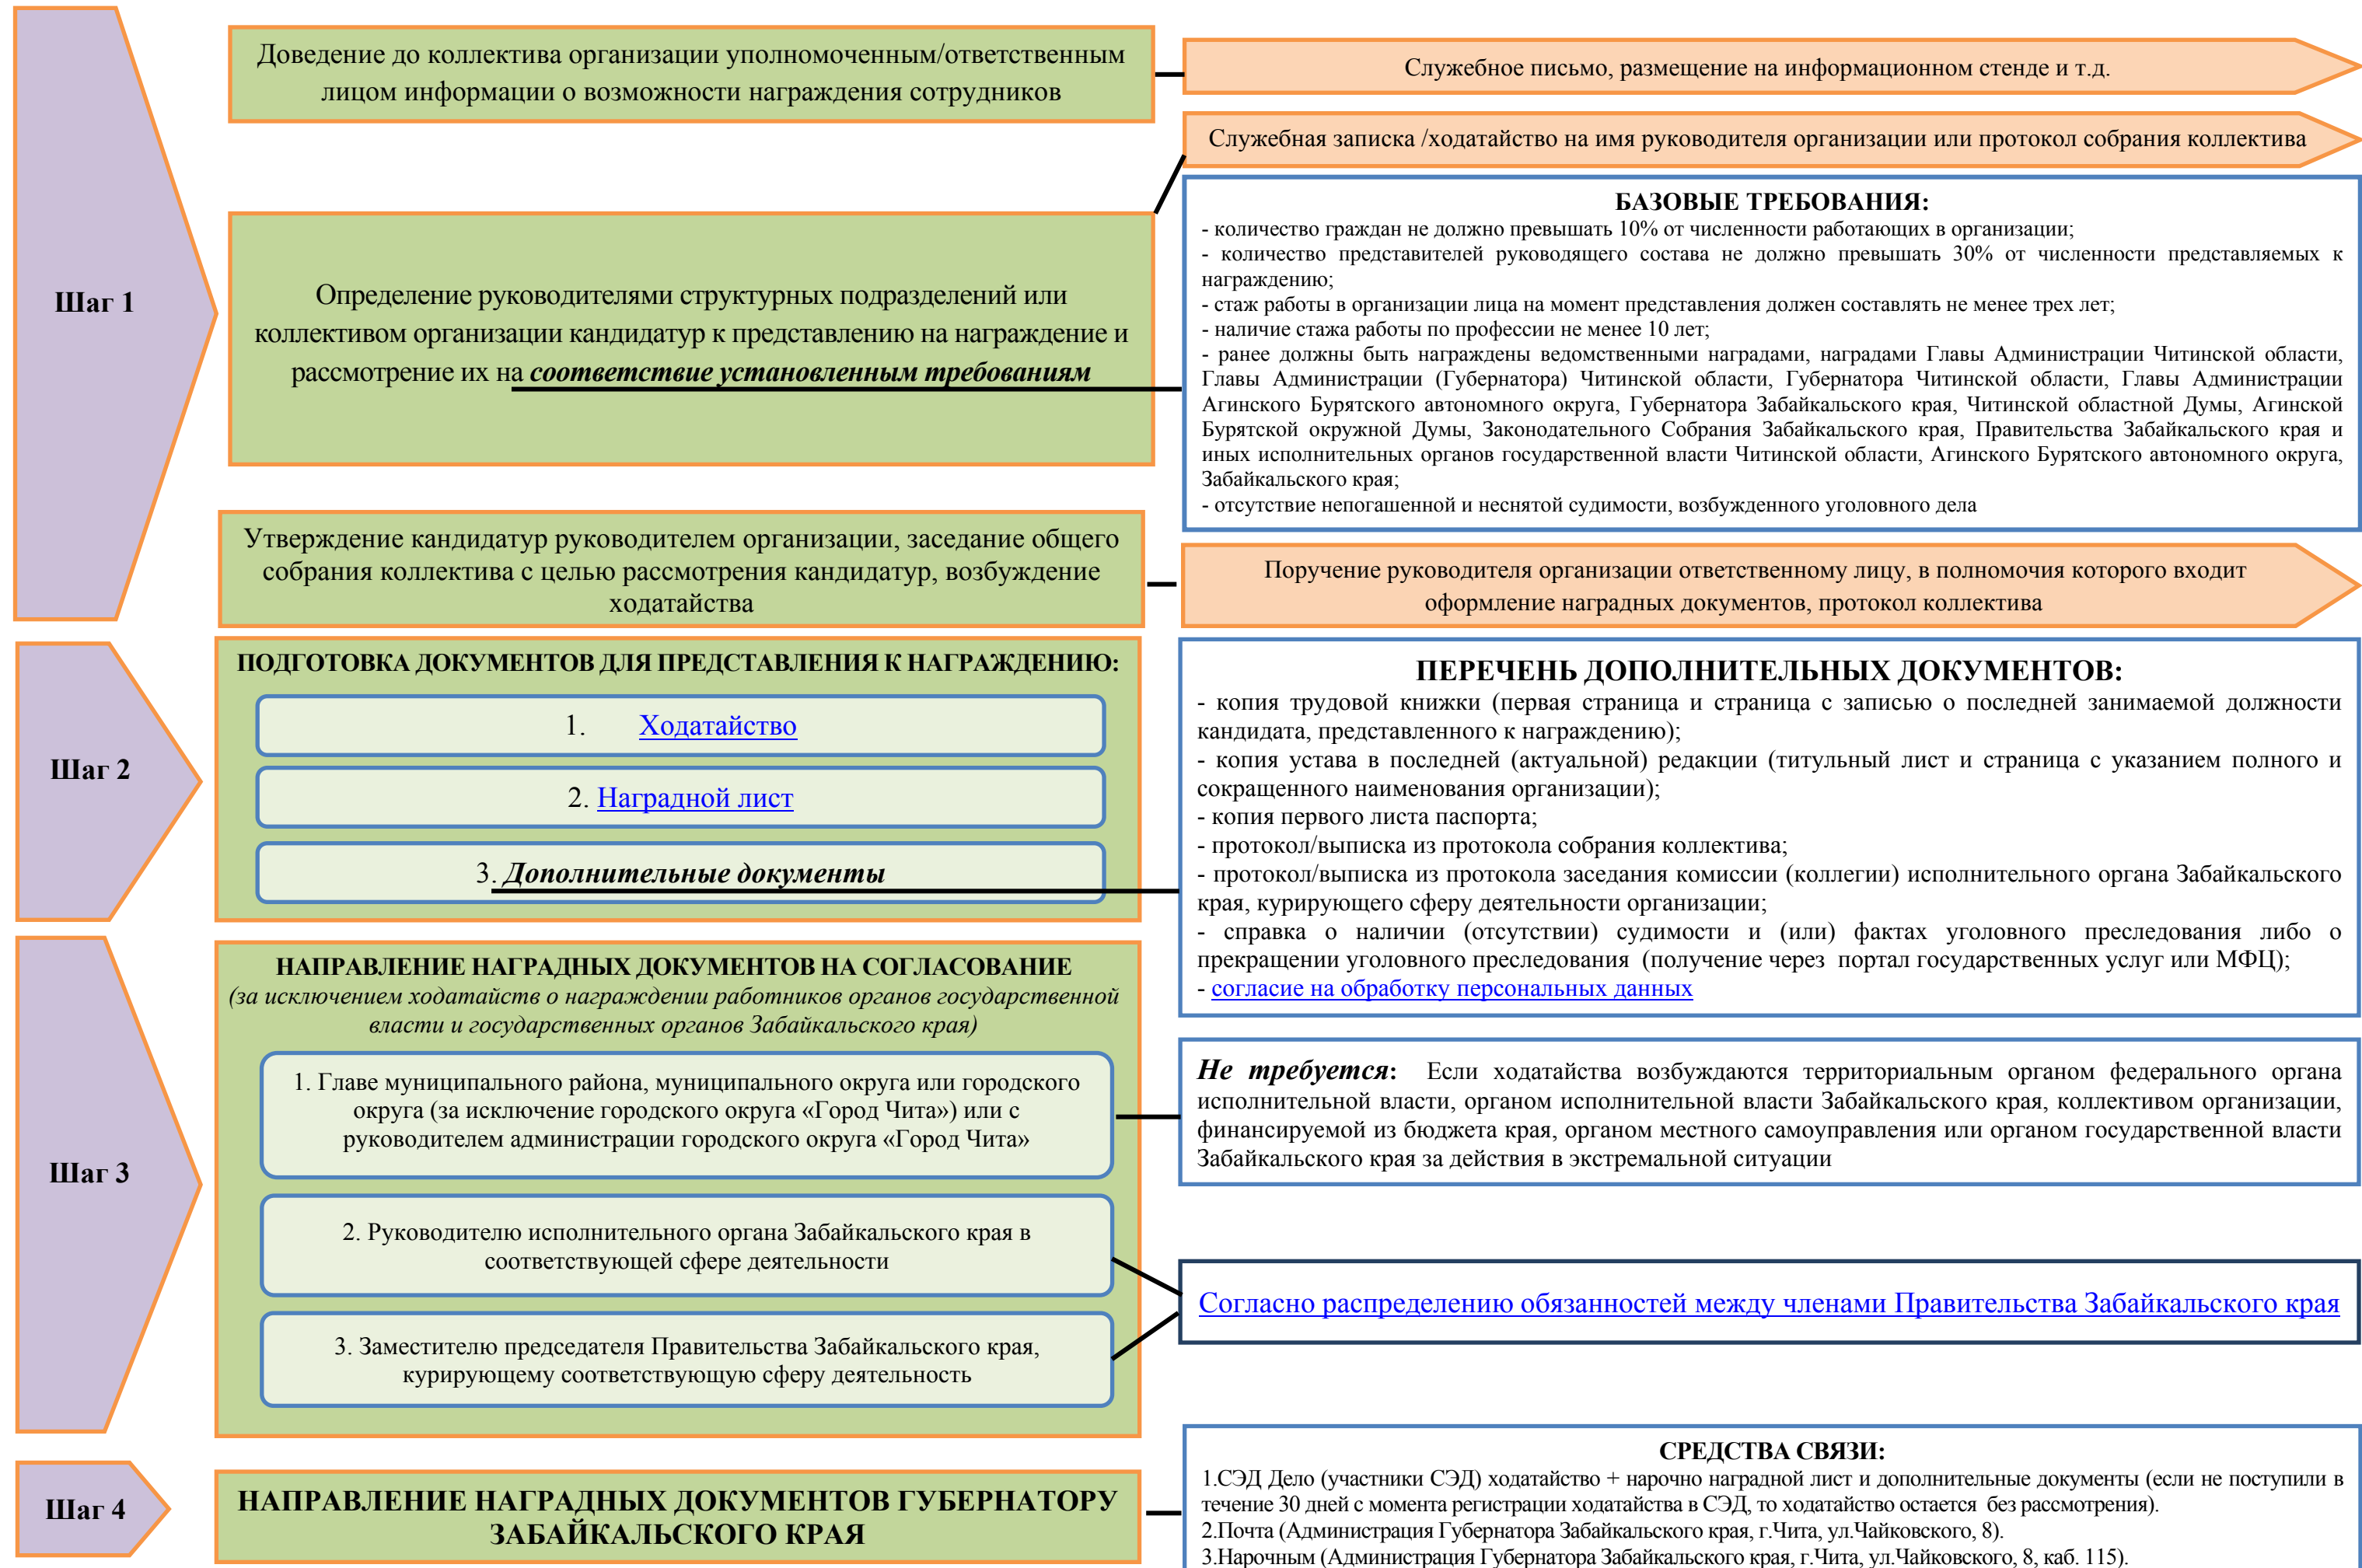 Шаг 1
Доведение до коллектива организации уполномоченным/ответственным
лицом информации о возможности награждения сотрудников
Служебное письмо, размещение на информационном стенде и т.д.
Служебная записка /ходатайство на имя руководителя организации или протокол собрания коллектива
Определение руководителями структурных подразделений или
коллективом организации кандидатур к представлению на награждение и
рассмотрение их на соответствие установленным требованиям
БАЗОВЫЕ ТРЕБОВАНИЯ:
- количество граждан не должно превышать 10% от численности работающих в организации;
- количество представителей руководящего состава не должно превышать 30% от численности представляемых к
награждению;
- стаж работы в организации лица на момент представления должен составлять не менее трех лет;
- наличие стажа работы по профессии не менее 10 лет;
- ранее должны быть награждены ведомственными наградами, наградами Главы Администрации Читинской области,
Главы Администрации (Губернатора) Читинской области, Губернатора Читинской области, Главы Администрации
Агинского Бурятского автономного округа, Губернатора Забайкальского края, Читинской областной Думы, Агинской
Бурятской окружной Думы, Законодательного Собрания Забайкальского края, Правительства Забайкальского края и
иных исполнительных органов государственной власти Читинской области, Агинского Бурятского автономного округа,
Забайкальского края;
- отсутствие непогашенной и неснятой судимости, возбужденного уголовного дела
Утверждение кандидатур руководителем организации, заседание общего
собрания коллектива с целью рассмотрения кандидатур, возбуждение
ходатайства
Поручение руководителя организации ответственному лицу, в полномочия которого входит
оформление наградных документов, протокол коллектива
Шаг 2
ПОДГОТОВКА ДОКУМЕНТОВ ДЛЯ ПРЕДСТАВЛЕНИЯ К НАГРАЖДЕНИЮ:
1. Ходатайство
2. Наградной лист
3. Дополнительные документы
ПЕРЕЧЕНЬ ДОПОЛНИТЕЛЬНЫХ ДОКУМЕНТОВ:
- копия трудовой книжки (первая страница и страница с записью о последней занимаемой должности
кандидата, представленного к награждению);
- копия устава в последней (актуальной) редакции (титульный лист и страница с указанием полного и
сокращенного наименования организации);
- копия первого листа паспорта;
- протокол/выписка из протокола собрания коллектива;
- протокол/выписка из протокола заседания комиссии (коллегии) исполнительного органа Забайкальского
края, курирующего сферу деятельности организации;
- справка о наличии (отсутствии) судимости и (или) фактах уголовного преследования либо о
прекращении уголовного преследования (получение через портал государственных услуг или МФЦ);
- согласие на обработку персональных данных
Шаг 3
НАПРАВЛЕНИЕ НАГРАДНЫХ ДОКУМЕНТОВ НА СОГЛАСОВАНИЕ
(за исключением ходатайств о награждении работников органов государственной
власти и государственных органов Забайкальского края)
1. Главе муниципального района, муниципального округа или городского
округа (за исключение городского округа «Город Чита») или с
руководителем администрации городского округа «Город Чита»
Не требуется: Если ходатайства возбуждаются территориальным органом федерального органа
исполнительной власти, органом исполнительной власти Забайкальского края, коллективом организации,
финансируемой из бюджета края, органом местного самоуправления или органом государственной власти
Забайкальского края за действия в экстремальной ситуации
2. Руководителю исполнительного органа Забайкальского края в
соответствующей сфере деятельности
3. Заместителю председателя Правительства Забайкальского края,
курирующему соответствующую сферу деятельность
Согласно распределению обязанностей между членами Правительства Забайкальского края
Шаг 4
НАПРАВЛЕНИЕ НАГРАДНЫХ ДОКУМЕНТОВ ГУБЕРНАТОРУ
ЗАБАЙКАЛЬСКОГО КРАЯ
СРЕДСТВА СВЯЗИ:
1.СЭД Дело (участники СЭД) ходатайство + нарочно наградной лист и дополнительные документы (если не поступили в
течение 30 дней с момента регистрации ходатайства в СЭД, то ходатайство остается без рассмотрения).
2.Почта (Администрация Губернатора Забайкальского края, г.Чита, ул.Чайковского, 8).
3.Нарочным (Администрация Губернатора Забайкальского края, г.Чита, ул.Чайковского, 8, каб. 115).